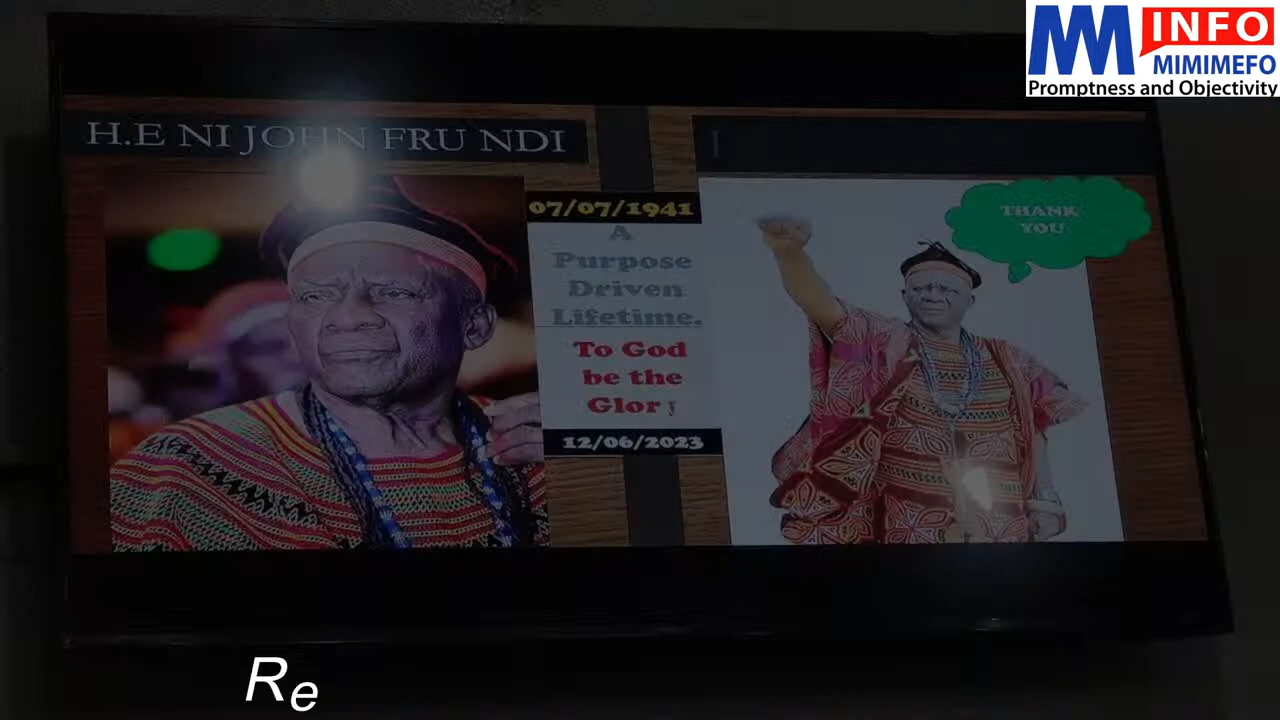 INFO
MIMIMEFO
Promptness and Objectivity
H.E NI JOHN FRU NDI
07/07/1941
A
Purpose
Driven
Lifetime.
To God
be the
Glory
12/06/2023
THANK
YOU
Re